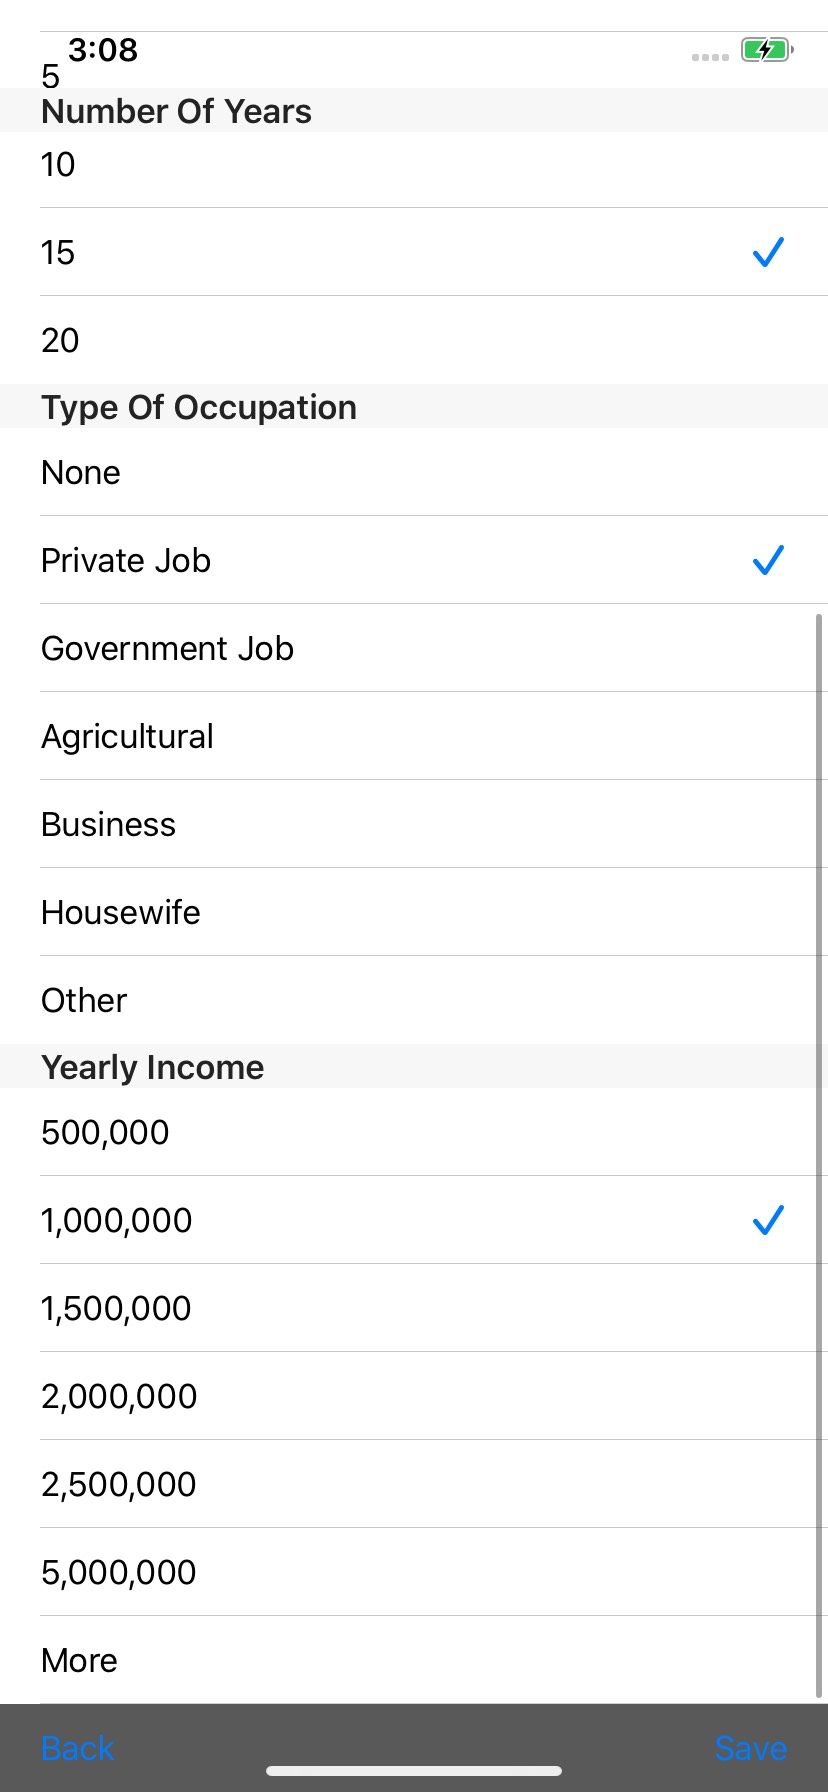 3:08
5
Number Of Years
10
15
20
Type Of Occupation
None
Private Job
Government Job
Agricultural
Business
Housewife
Other
Yearly Income
500,000
1,000,000
1,500,000
2,000,000
2,500,000
5,000,000
More
Back Save